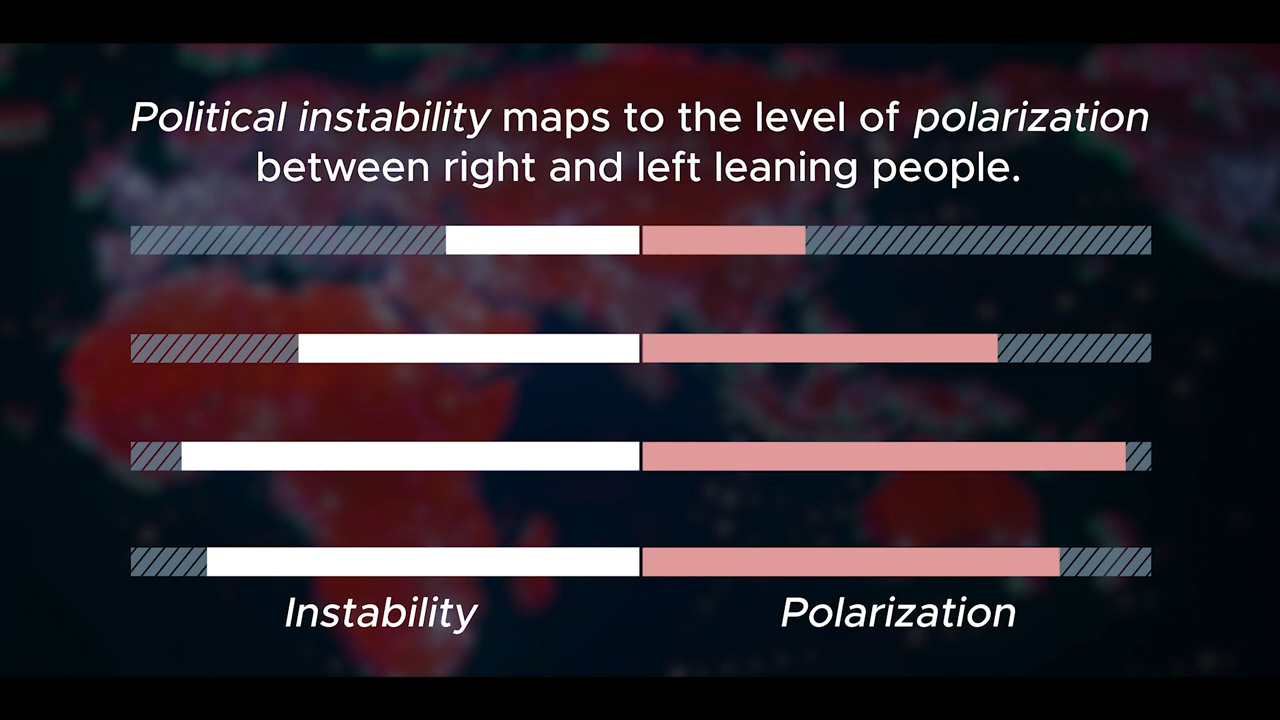 Political instability maps to the level of polarization
between right and left leaning people.
Instability
Polarization